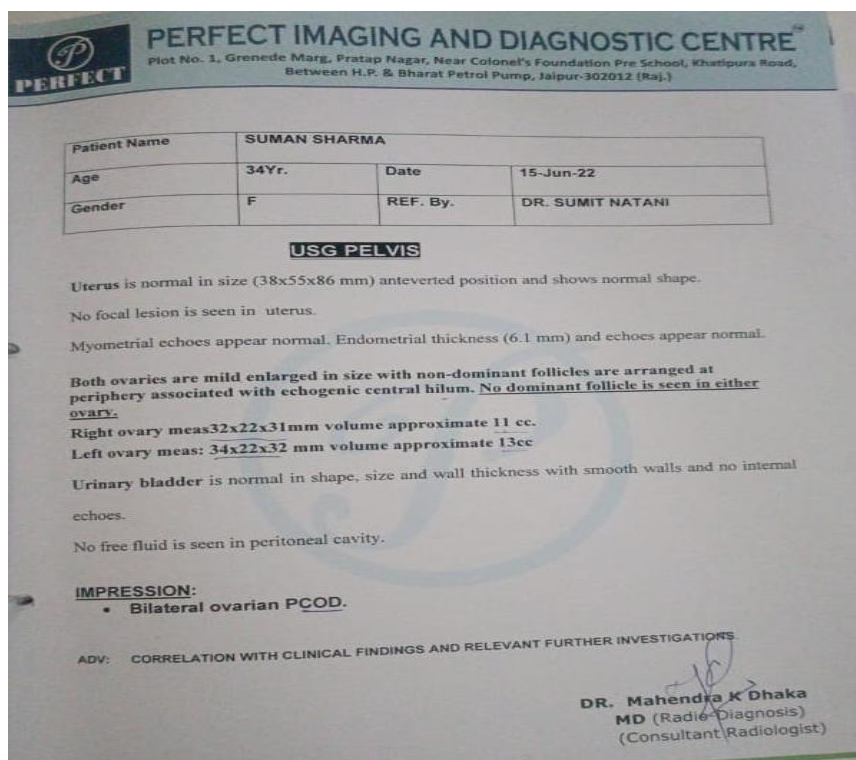 PERFECT
PERFECT IMAGING AND DIAGNOSTIC CENTRE
Plot No. 1, Grenede Marg, Pratap Nagar, Near Colonel's Foundation Pre School, Khatipura Road,
Between H.P. & Bharat Petrol Pump, Jaipur-302012 (Raj.)
Patient Name SUMAN SHARMA
Age 34Yr. Date 15-Jun-22
Gender F REF. By. DR. SUMIT NATANI
USG PELVIS
Uterus is normal in size (38x55x86 mm) anteverted position and shows normal shape.
No focal lesion is seen in uterus.
Myometrial echoes appear normal. Endometrial thickness (6.1 mm) and echoes appear normal.
Both ovaries are mild enlarged in size with non-dominant follicles are arranged at
periphery associated with echogenic central hilum. No dominant follicle is seen in either
ovary.
Right ovary meas32x22x31mm volume approximate 11 cc.
Left ovary meas: 34x22x32 mm volume approximate 13cc
Urinary bladder is normal in shape, size and wall thickness with smooth walls and no internal
echoes.
No free fluid is seen in peritoneal cavity.
IMPRESSION:
• Bilateral ovarian PCOD.
ADV: CORRELATION WITH CLINICAL FINDINGS AND RELEVANT FURTHER INVESTIGATIONS.
DR. Mahendra K Dhaka
MD (Radio-Diagnosis)
(Consultant Radiologist)